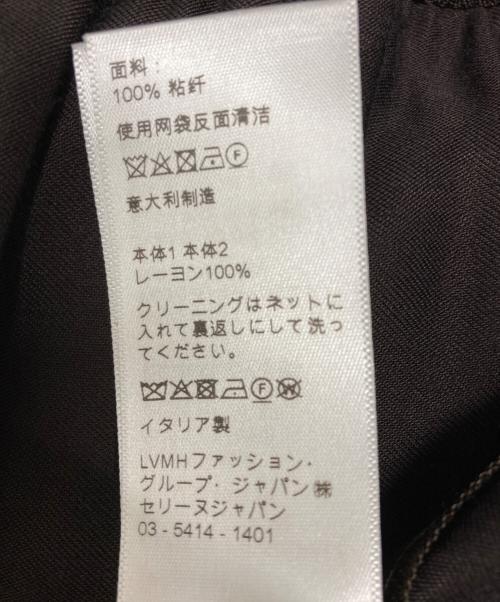 面料：
100% 粘纤
使用网袋反面清洁
F
意大利制造
本体1 本体2
レーヨン100%
クリーニングはネットに
入れて裏返しにして洗っ
てください。
F W
イタリア製
LVMHファッション・
グループ・ジャパン㈱
セリーヌジャパン
03 - 5414 - 1401